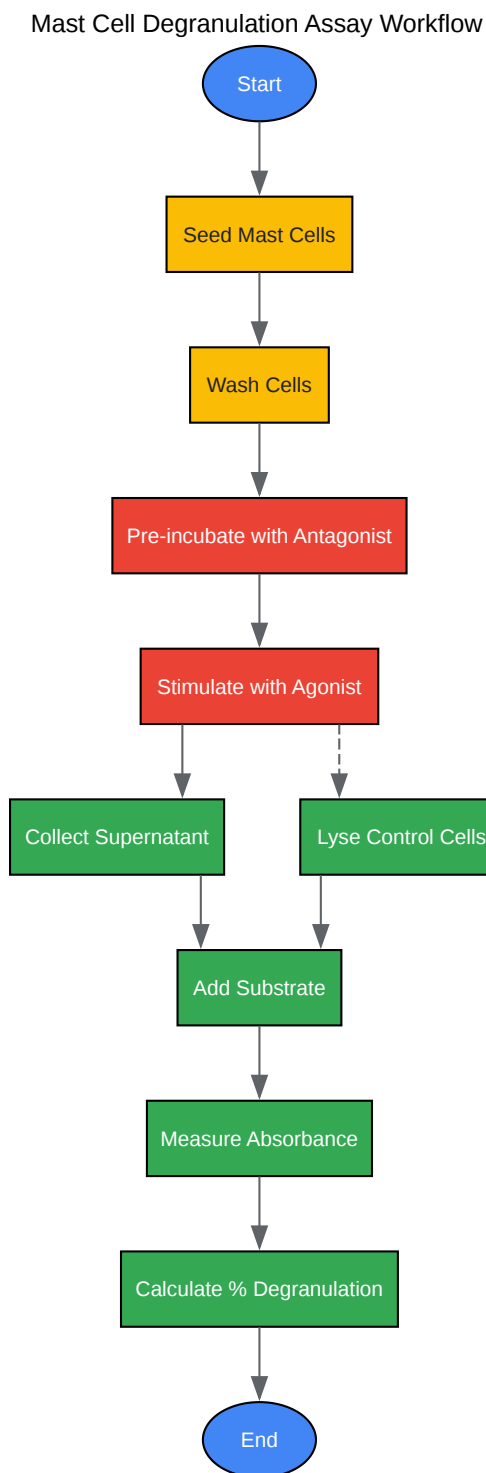 Mast Cell Degranulation Assay Workflow
Start
Seed Mast Cells
Wash Cells
Pre-incubate with Antagonist
Stimulate with Agonist
Collect Supernatant
Lyse Control Cells
Add Substrate
Measure Absorbance
Calculate % Degranulation
End